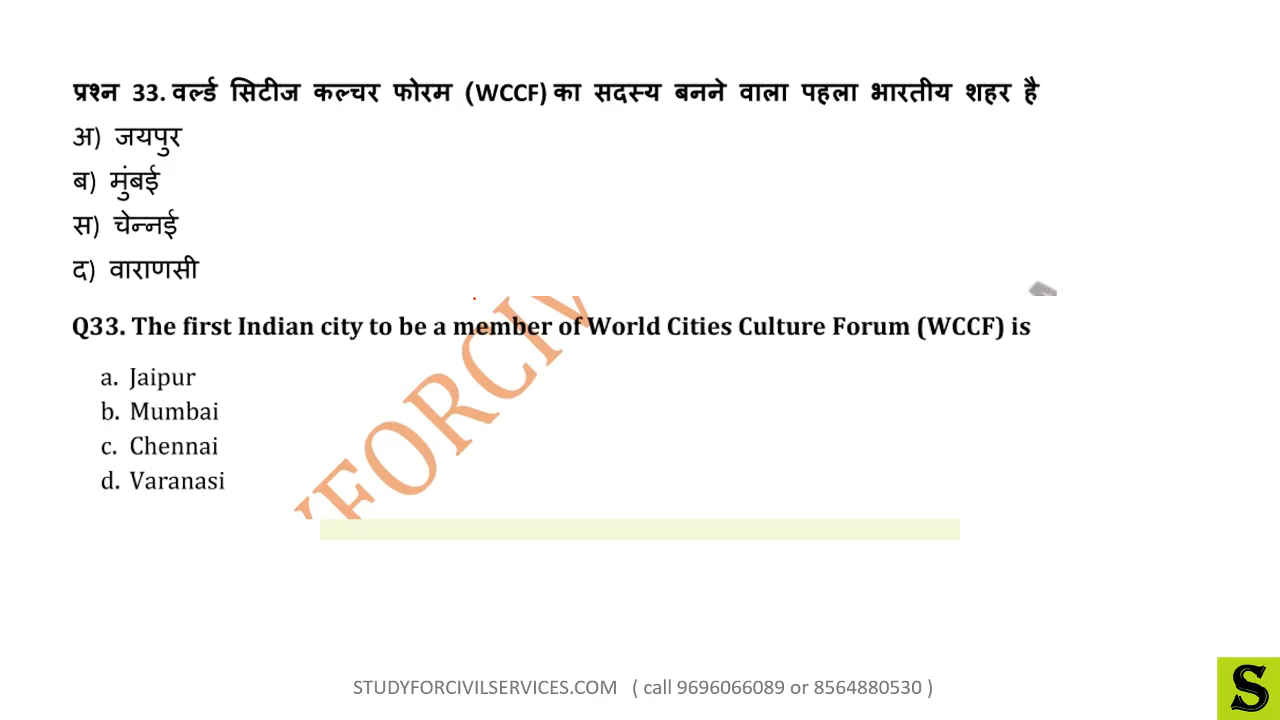 प्रश्न 33. वर्ल्ड सिटीज कल्चर फोरम (WCCF) का सदस्य बनने वाला पहला भारतीय शहर है
अ) जयपुर
ब) मुंबई
स) चेन्नई
द) वाराणसी
Q33. The first Indian city to be a member of World Cities Culture Forum (WCCF) is
a. Jaipur
b. Mumbai
c. Chennai
d. Varanasi
YFORCIV
STUDYFORCIVILSERVICES.COM ( call 9696066089 or 8564880530 )
S